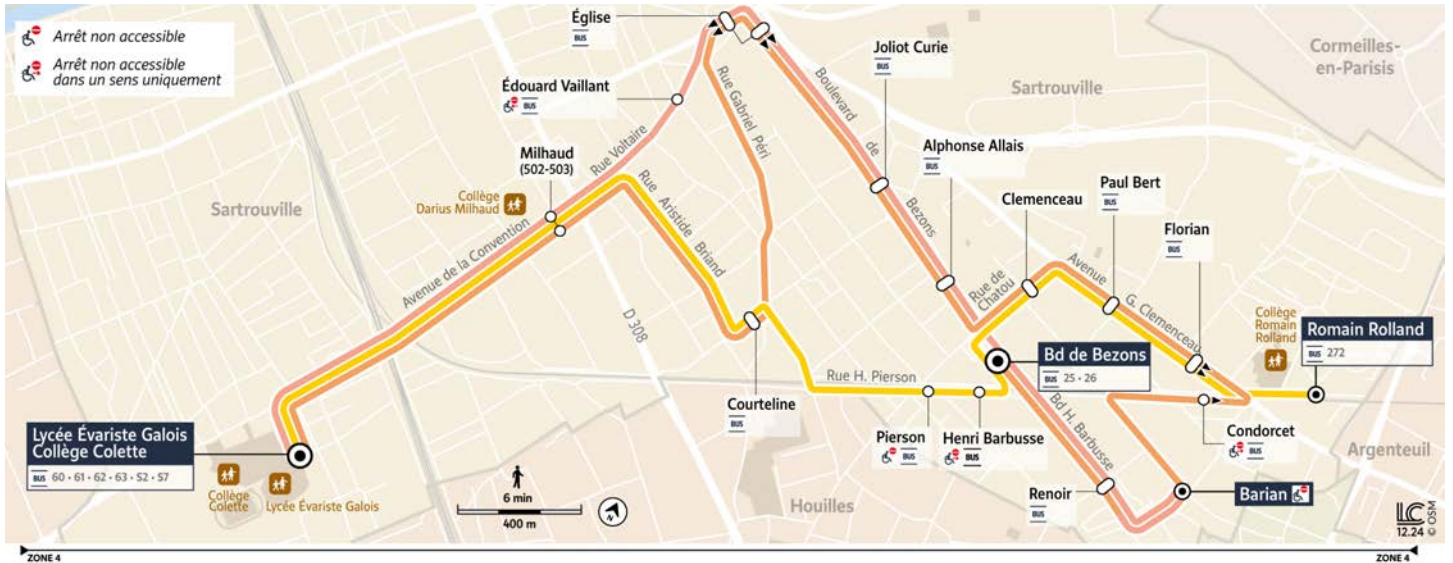 Arrêt non accessible
Arrêt non accessible
dans un sens uniquement
Église
BUS
Édouard Vaillant
BUS
Milhaud
(502-503)
Collège
Darius Milhaud
Sartrouville
Avenue de la Convention
Rue Voltaire
Rue Gabriel Péri
Rue Aristide Briand
D 308
Boulevard de Bezons
Joliot Curie
BUS
Sartrouville
Cormeilles-
en-Parisis
Alphonse Allais
BUS
Clemenceau
Paul Bert
BUS
Florian
BUS
Rue de
Chatou
Avenue G. Clemenceau
Collège
Romain
Rolland
Romain Rolland
BUS 272
Bd de Bezons
BUS 25 • 26
Rue H. Pierson
Courteline
BUS
Pierson
BUS
Henri Barbusse
BUS
Bd H. Barbusse
Condorcet
BUS
Argenteuil
Renoir
BUS
Barian
Houilles
Lycée Évariste Galois
Collège Colette
BUS 60 • 61 • 62 • 63 • S2 • S7
Collège
Colette
Lycée Évariste Galois
6 min
400 m
N
LC
12.24
© OSM
ZONE 4
ZONE 4